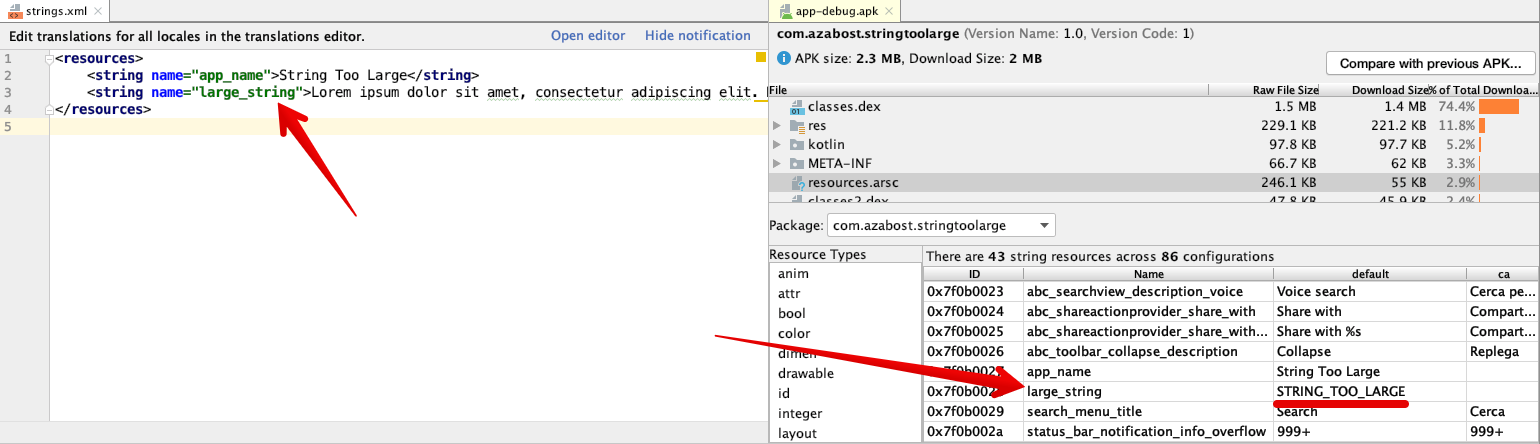 strings.xml
Edit translations for all locales in the translations editor. Open editor Hide notification
1 <resources>
2 <string name="app_name">String Too Large</string>
3 <string name="large_string">Lorem ipsum dolor sit amet, consectetur adipiscing elit.
4 </resources>
5
app-debug.apk
com.azabost.stringtoolarge (Version Name: 1.0, Version Code: 1)
APK size: 2.3 MB, Download Size: 2 MB
Compare with previous APK...
File Raw File Size Download Size % of Total Downloa...
classes.dex 1.5 MB 1.4 MB 74.4%
res 229.1 KB 221.2 KB 11.8%
kotlin 97.8 KB 97.7 KB 5.2%
META-INF 66.7 KB 62 KB 3.3%
resources.arsc 246.1 KB 55 KB 2.9%
classes2.dex 47.8 KB 45.9 KB 2.4%
Package: com.azabost.stringtoolarge
Resource Types
anim
attr
bool
color
dimen
drawable
id
integer
layout
There are 43 string resources across 86 configurations
ID Name default ca
0x7f0b0023 abc_searchview_description_voice Voice search Cerca pe...
0x7f0b0024 abc_shareactionprovider_share_with Share with Compart...
0x7f0b0025 abc_shareactionprovider_share_with... Share with %s Compart...
0x7f0b0026 abc_toolbar_collapse_description Collapse Replega
0x7f0b0027 app_name String Too Large
large_string STRING_TOO_LARGE
0x7f0b0029 search_menu_title Search Cerca
0x7f0b002a status_bar_notification_info_overflow 999+ 999+